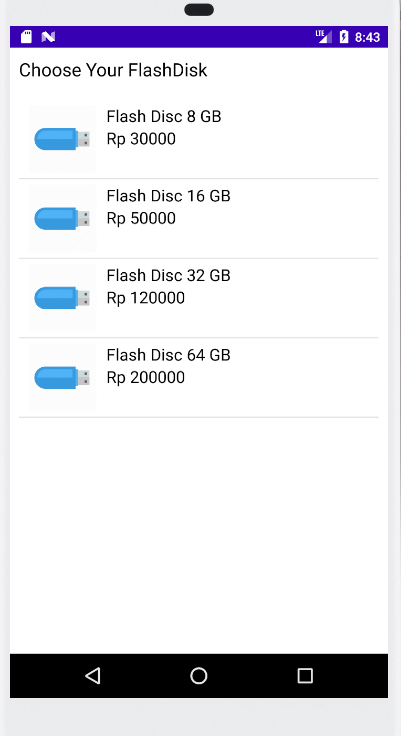 LTE 8:43
Choose Your FlashDisk
Flash Disc 8 GB
Rp 30000
Flash Disc 16 GB
Rp 50000
Flash Disc 32 GB
Rp 120000
Flash Disc 64 GB
Rp 200000